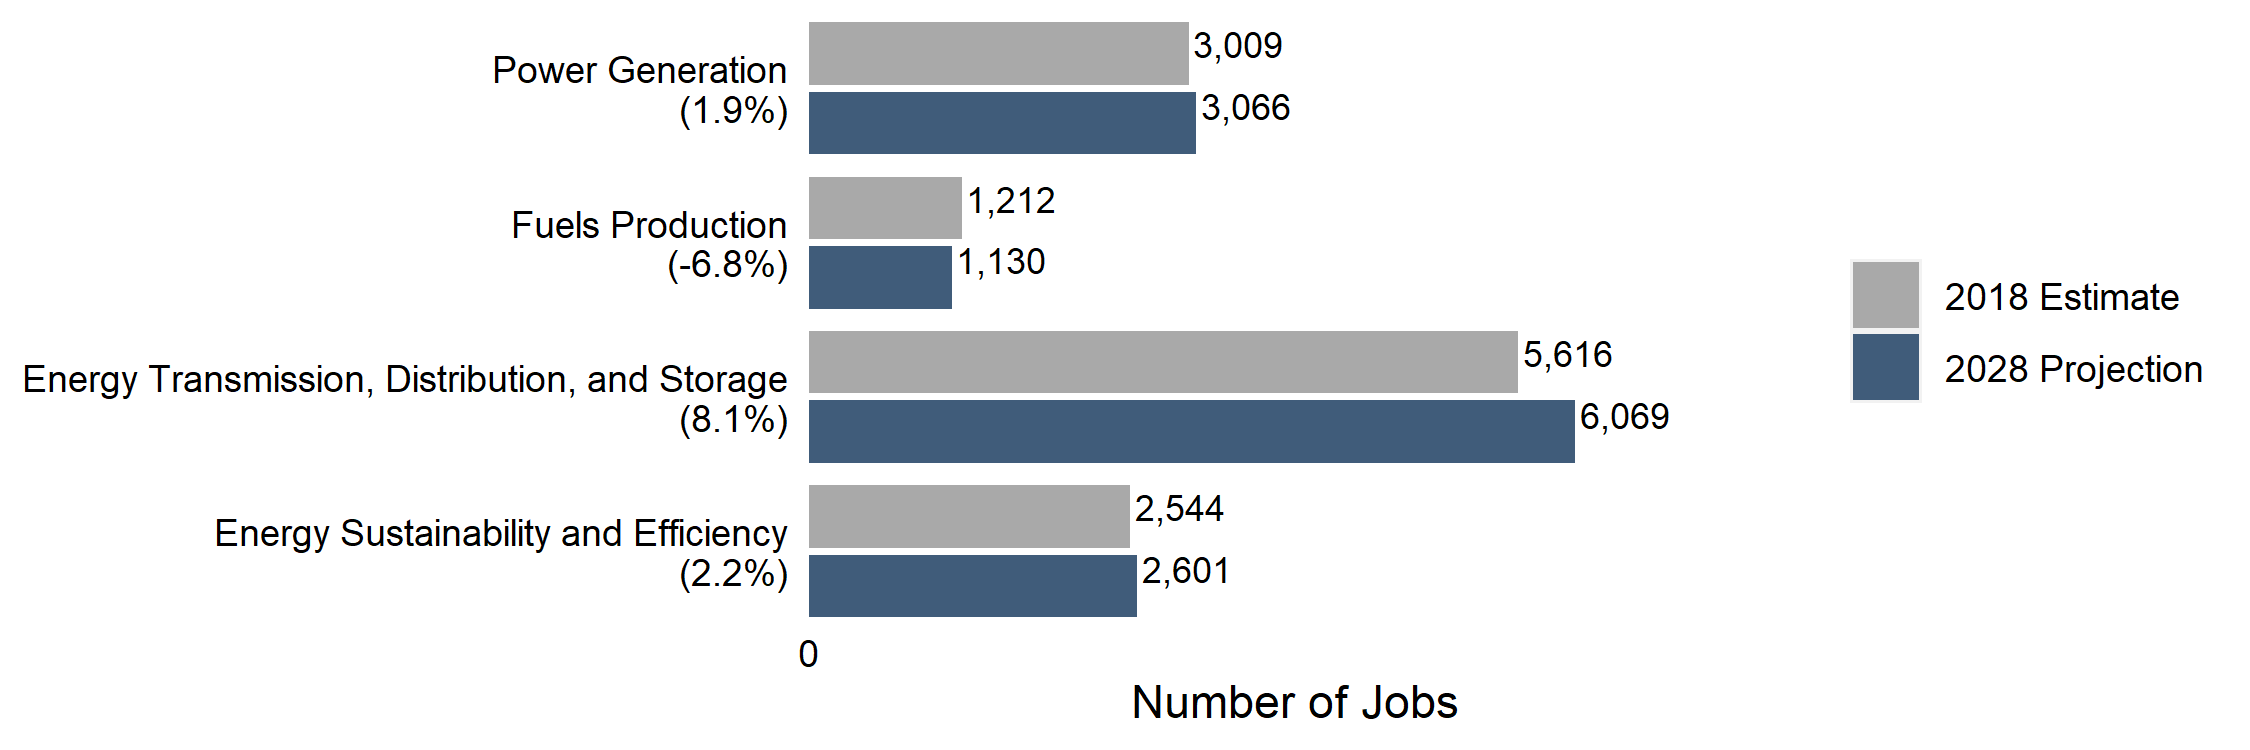 Power Generation
(1.9%)
3,009
3,066
Fuels Production
(-6.8%)
1,212
1,130
Energy Transmission, Distribution, and Storage
(8.1%)
5,616
6,069
Energy Sustainability and Efficiency
(2.2%)
2,544
2,601
0
Number of Jobs
2018 Estimate
2028 Projection